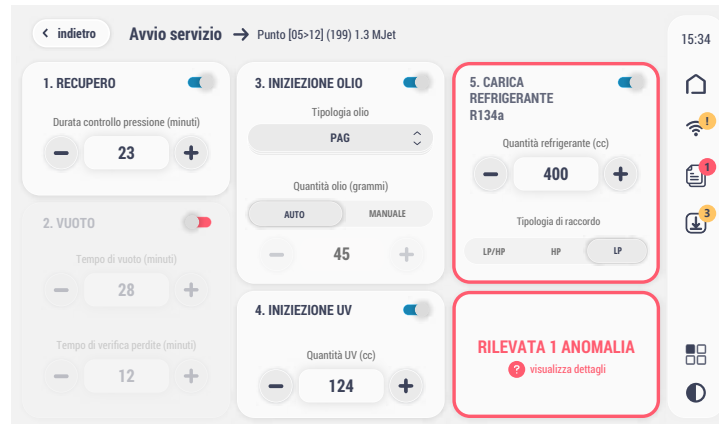 indietro
Avvio servizio → Punto [05>12] (199) 1.3 MJet
15:34
1. RECUPERO
Durata controllo pressione (minuti)
23
2. VUOTO
Tempo di vuoto (minuti)
28
Tempo di verifica perdite (minuti)
12
3. INIEZIONE OLIO
Tipologia olio
PAG
Quantità olio (grammi)
AUTO MANUALE
45
4. INIZIEZIONE UV
Quantità UV (cc)
124
5. CARICA
REFRIGERANTE
R134a
Quantità refrigerante (cc)
400
Tipologia di raccordo
LP/HP HP LP
RILEVATA 1 ANOMALIA
? visualizza dettagli
!
1
3